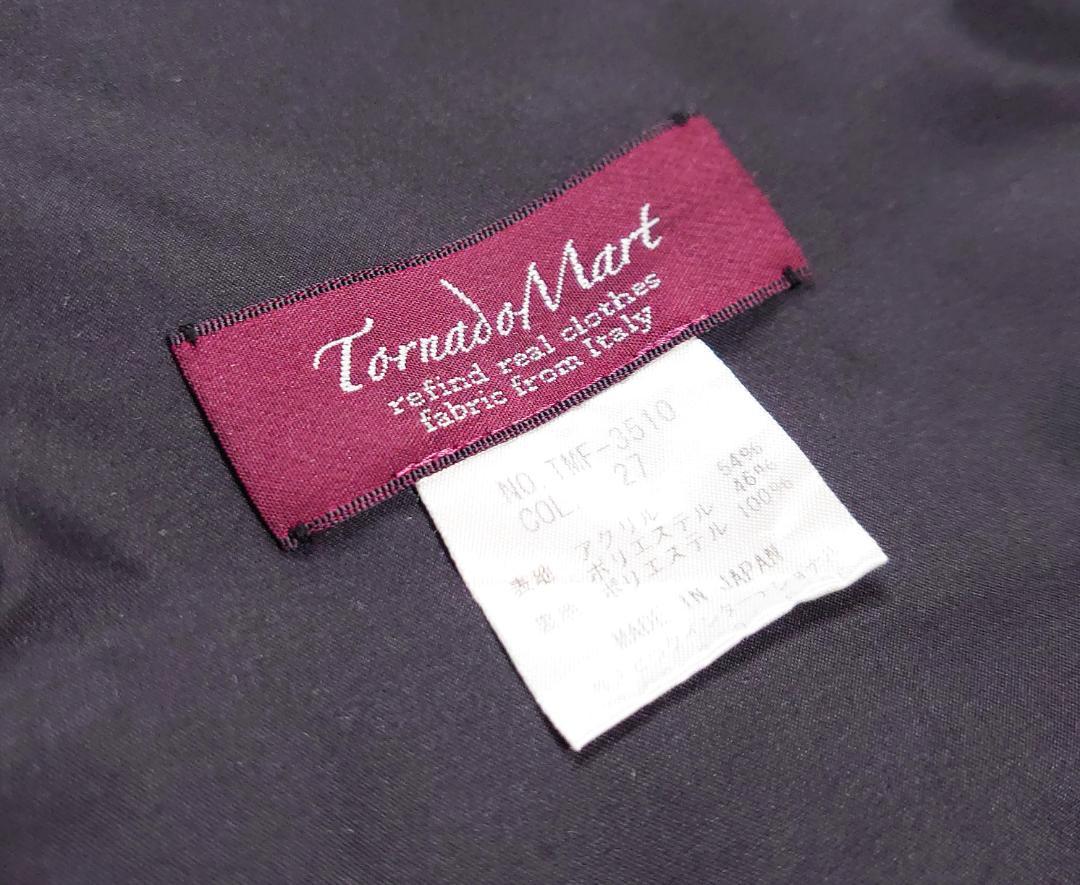 TornadoMart
refind real clothes
fabric from Italy
NO. TMF-3510
COL. 27
表地 アクリル 54%
ポリエステル 46%
裏地 ポリエステル 100%
MADE IN JAPAN